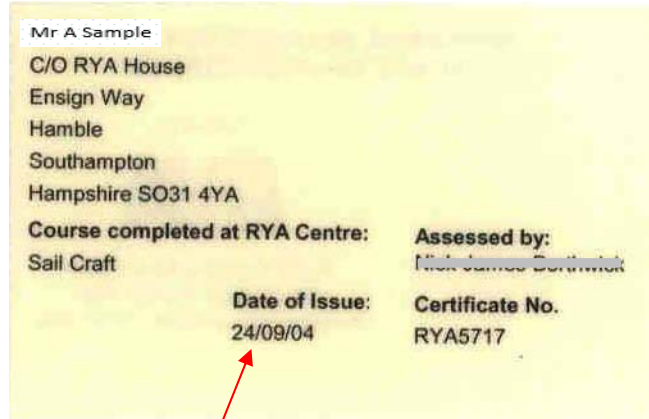 Mr A Sample
C/O RYA House
Ensign Way
Hamble
Southampton
Hampshire SO31 4YA
Course completed at RYA Centre:
Sail Craft
Assessed by:
Date of Issue:
24/09/04
Certificate No.
RYA5717